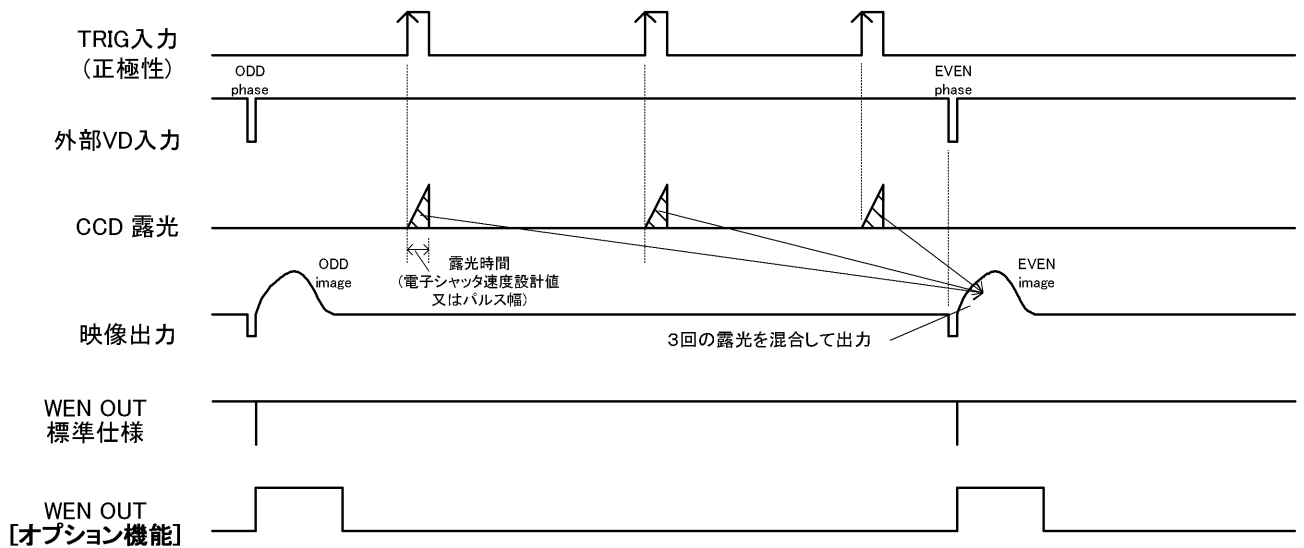 TRIG入力
(正極性)
ODD
phase
EVEN
phase
外部VD入力
CCD 露光
露光時間
(電子シャッタ速度設計値
又はパルス幅)
ODD
image
EVEN
image
映像出力
3回の露光を混合して出力
WEN OUT
標準仕様
WEN OUT
[オプション機能]